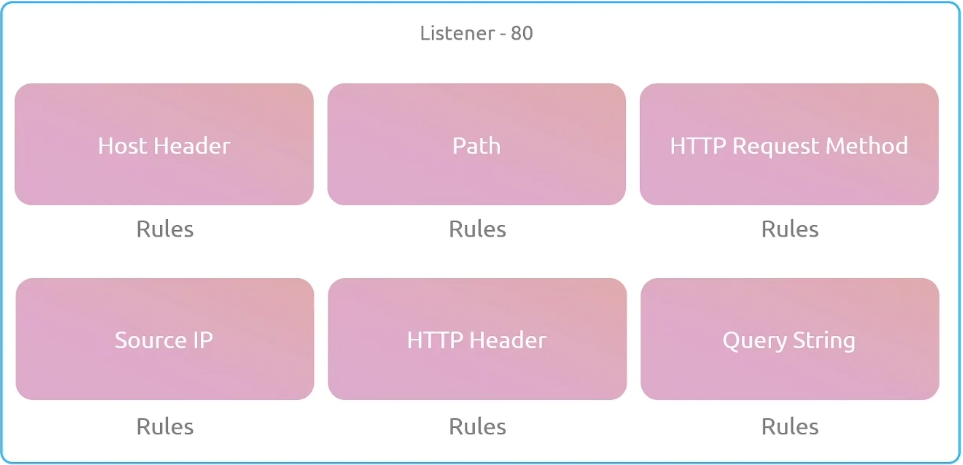 Listener - 80
Host Header
Path
HTTP Request Method
Rules
Rules
Rules
Source IP
HTTP Header
Query String
Rules
Rules
Rules